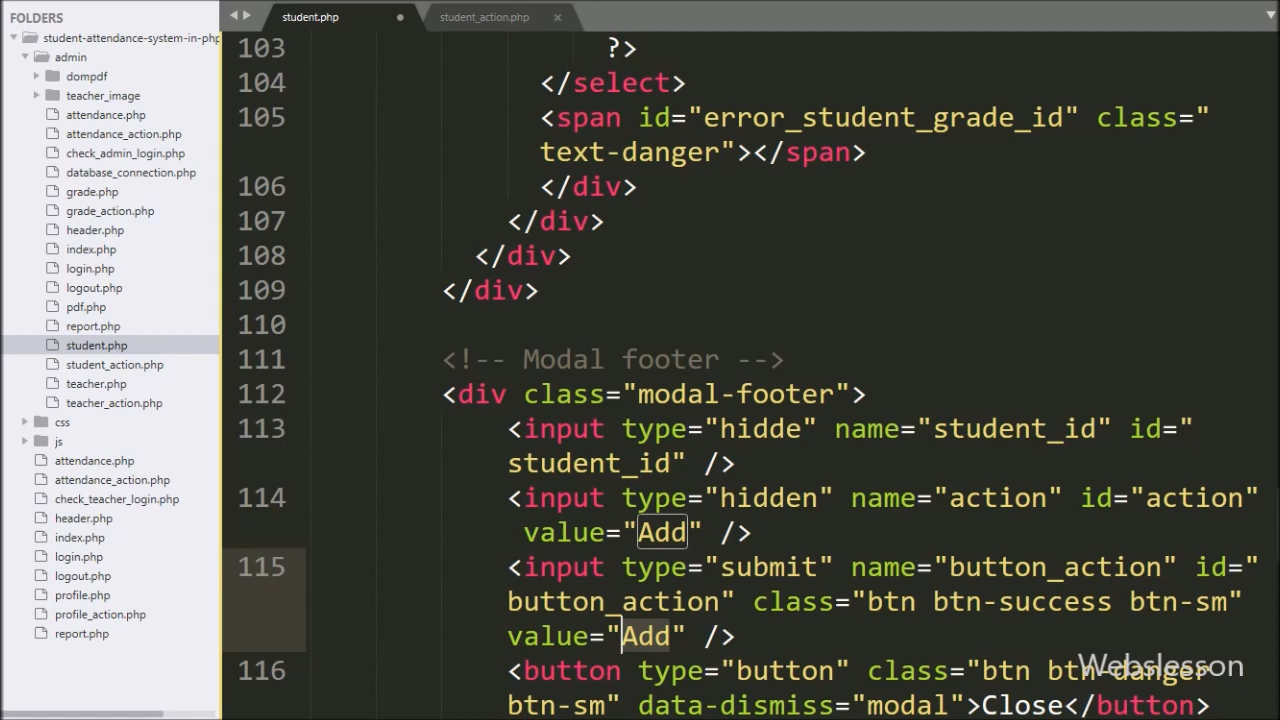 FOLDERS
student-attendance-system-in-php
admin
dompdf
teacher_image
attendance.php
attendance_action.php
check_admin_login.php
database_connection.php
grade.php
grade_action.php
header.php
index.php
login.php
logout.php
pdf.php
report.php
student.php
student_action.php
teacher.php
teacher_action.php
css
js
attendance.php
attendance_action.php
check_teacher_login.php
header.php
index.php
login.php
logout.php
profile.php
profile_action.php
report.php
student.php
student_action.php
103 ?>
104 </select>
105 <span id="error_student_grade_id" class="
text-danger"></span>
106 </div>
107 </div>
108 </div>
109 </div>
110
111 <!-- Modal footer -->
112 <div class="modal-footer">
113 <input type="hidde" name="student_id" id="
student_id" />
114 <input type="hidden" name="action" id="action"
value="Add" />
115 <input type="submit" name="button_action" id="
button_action" class="btn btn-success btn-sm"
value="Add" />
116 <button type="button" class="btn btn-danger
btn-sm" data-dismiss="modal">Close</button>
Webslesson